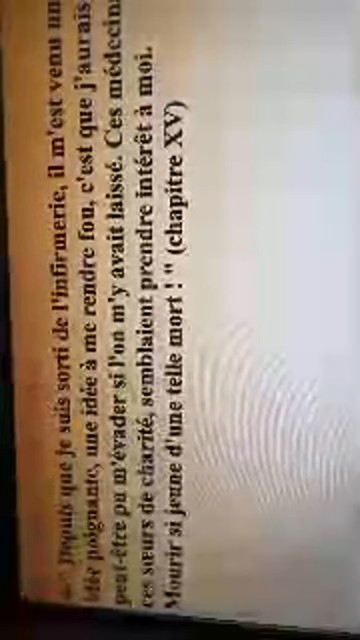 -" Depuis que je suis sorti de l'infirmerie, il m'est venu un
idée poignante, une idée à me rendre fou, c'est que j'aurais
peut-être pu m'évader si l'on m'y avait laissé. Ces médecins
ces sœurs de charité, semblaient prendre intérêt à moi.
Mourir si jeune d'une telle mort ! " (chapitre XV)